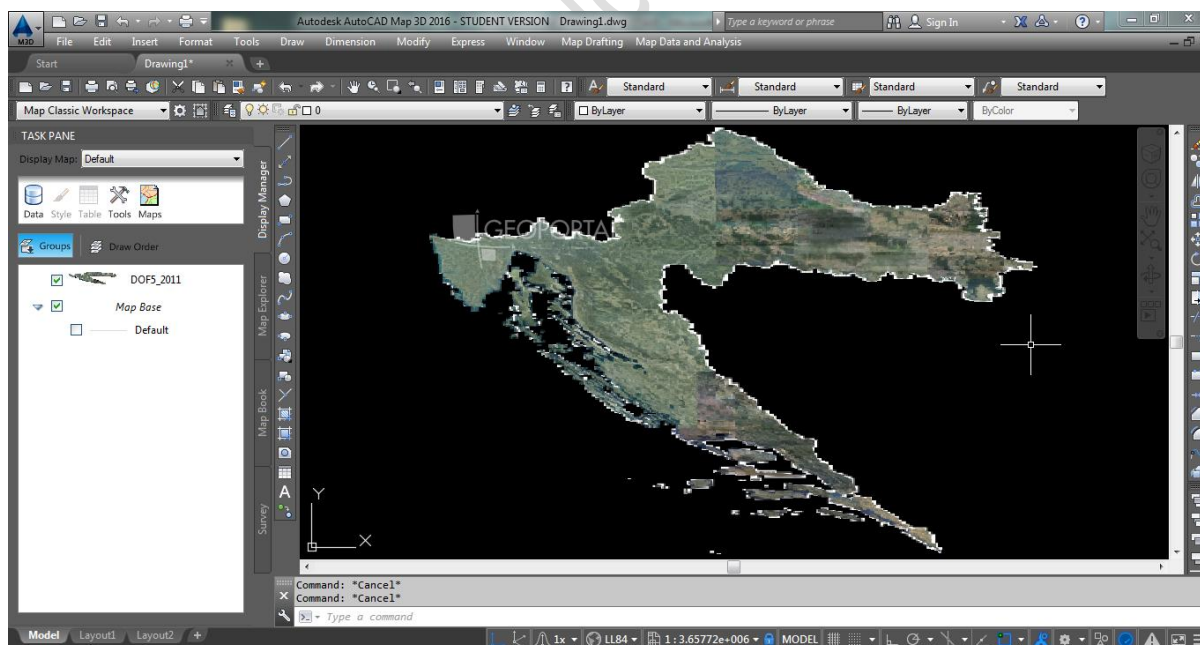 Autodesk AutoCAD Map 3D 2016 - STUDENT VERSION Drawing1.dwg
Type a keyword or phrase
Sign In
M3D
File Edit Insert Format Tools Draw Dimension Modify Express Window Map Drafting Map Data and Analysis
Start Drawing1*
Standard Standard Standard Standard
Map Classic Workspace 0 ByLayer ByLayer ByLayer ByColor
TASK PANE
Display Map: Default
Data Style Table Tools Maps
Groups Draw Order
DOF5_2011
Map Base
Default
Display Manager
Map Explorer
Map Book
Survey
GEOPORTA
Y
X
Command: *Cancel*
Command: *Cancel*
Type a command
Model Layout1 Layout2 +
1x LL84 1:3.65772e+006 MODEL